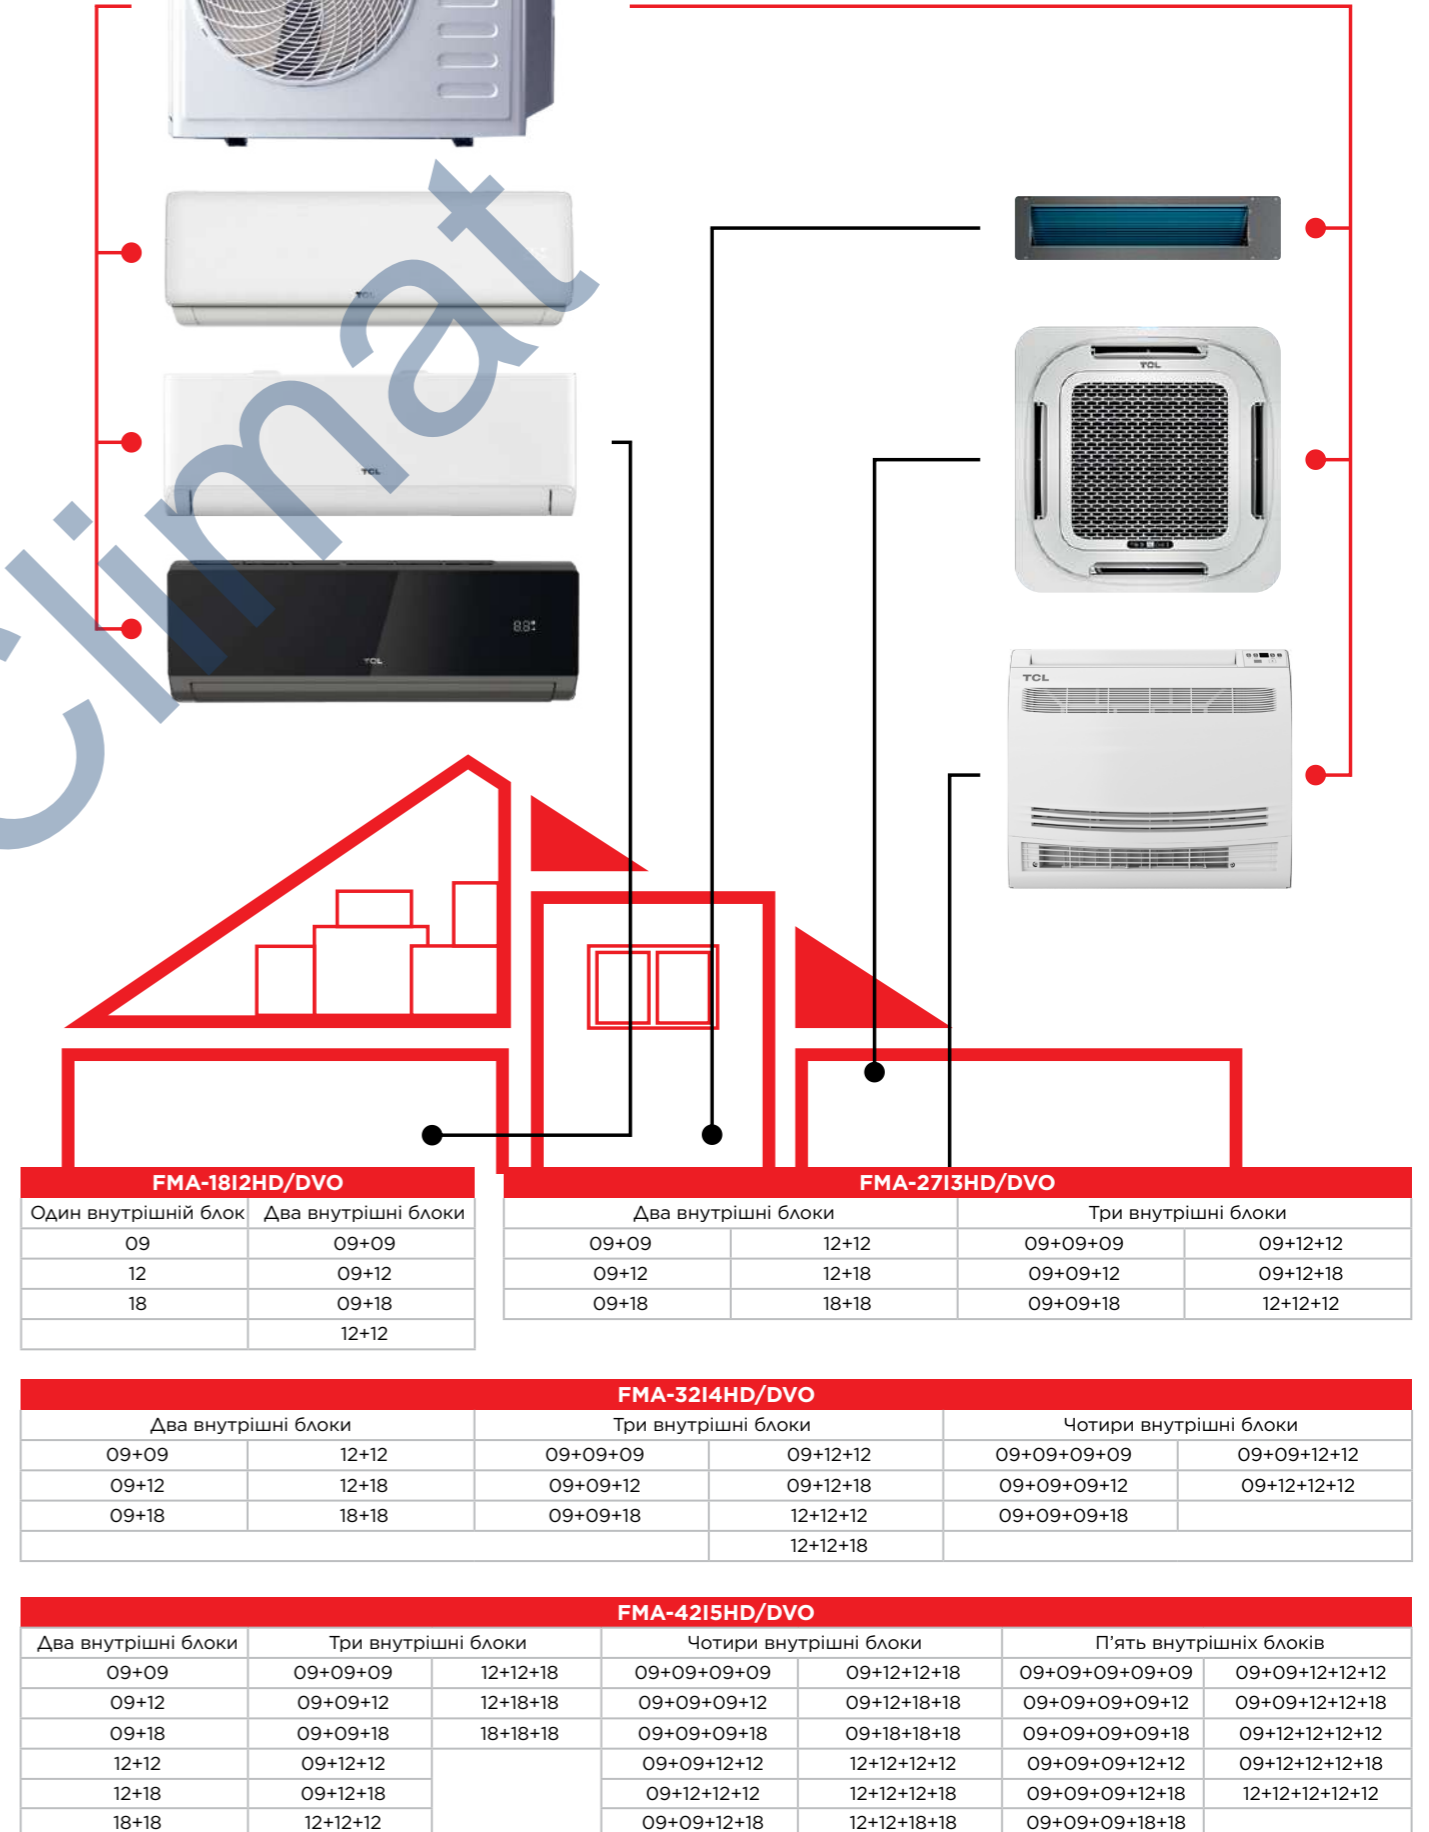 TCL
TCL
TCL
TCL
TCL
Climat
FMA-18I2HD/DVO
Один внутрішній блок Два внутрішні блоки
09 09+09
12 09+12
18 09+18
12+12
FMA-27I3HD/DVO
Два внутрішні блоки Три внутрішні блоки
09+09 12+12 09+09+09 09+12+12
09+12 12+18 09+09+12 09+12+18
09+18 18+18 09+09+18 12+12+12
FMA-32I4HD/DVO
Два внутрішні блоки Три внутрішні блоки Чотири внутрішні блоки
09+09 12+12 09+09+09 09+12+12 09+09+09+09 09+09+12+12
09+12 12+18 09+09+12 09+12+18 09+09+09+12 09+12+12+12
09+18 18+18 09+09+18 12+12+12 09+09+09+18
12+12+18
FMA-42I5HD/DVO
Два внутрішні блоки Три внутрішні блоки Чотири внутрішні блоки П'ять внутрішніх блоків
09+09 09+09+09 12+12+18 09+09+09+09 09+12+12+18 09+09+09+09+09 09+09+12+12+12
09+12 09+09+12 12+18+18 09+09+09+12 09+12+18+18 09+09+09+09+12 09+09+12+12+18
09+18 09+09+18 18+18+18 09+09+09+18 09+18+18+18 09+09+09+09+18 09+12+12+12+12
12+12 09+12+12 09+09+12+12 12+12+12+12 09+09+09+12+12 09+12+12+12+18
12+18 09+12+18 09+12+12+12 12+12+12+18 09+09+09+12+18 12+12+12+12+12
18+18 12+12+12 09+09+12+18 12+12+18+18 09+09+09+18+18